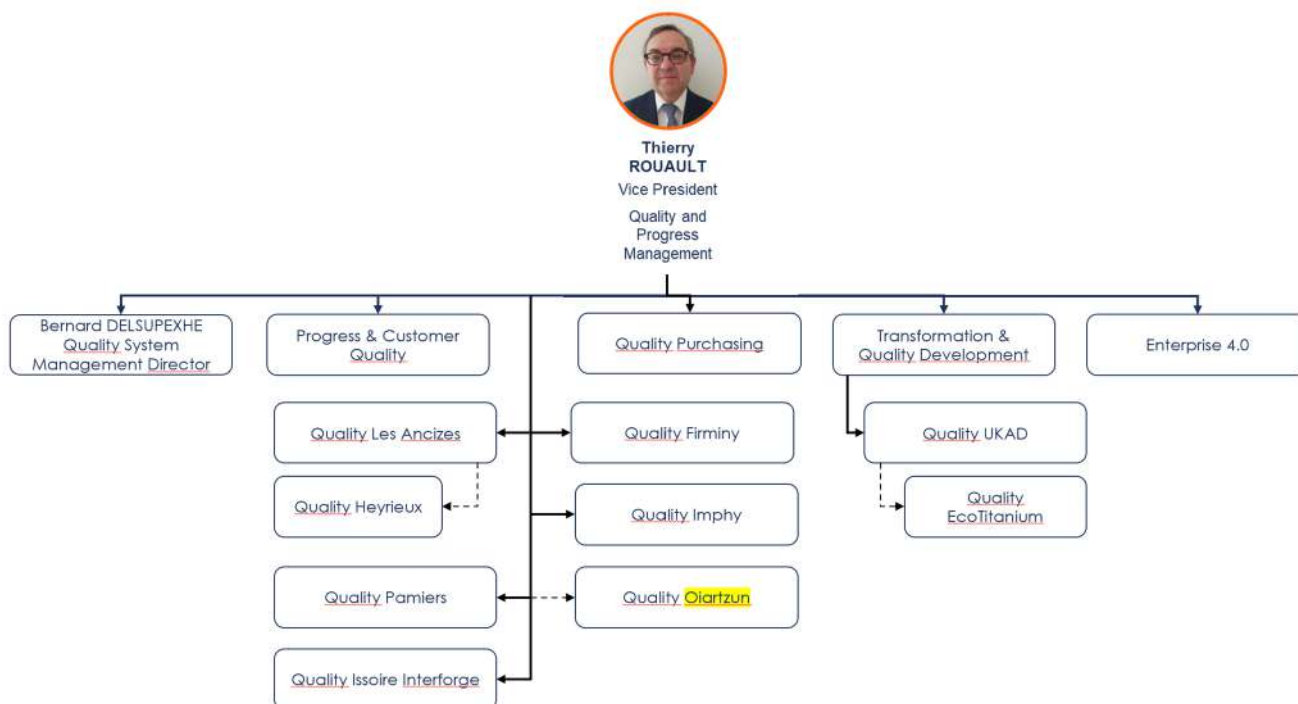 Thierry
ROUAULT
Vice President
Quality and
Progress
Management
Bernard DELSUPEXHE
Quality System
Management Director
Progress & Customer
Quality
Quality Purchasing
Transformation &
Quality Development
Enterprise 4.0
Quality Les Ancizes
Quality Firminy
Quality UKAD
Quality Heyrieux
Quality Imphy
Quality
EcoTitanium
Quality Pamiers
Quality Oiartzun
Quality Issoire Interforge